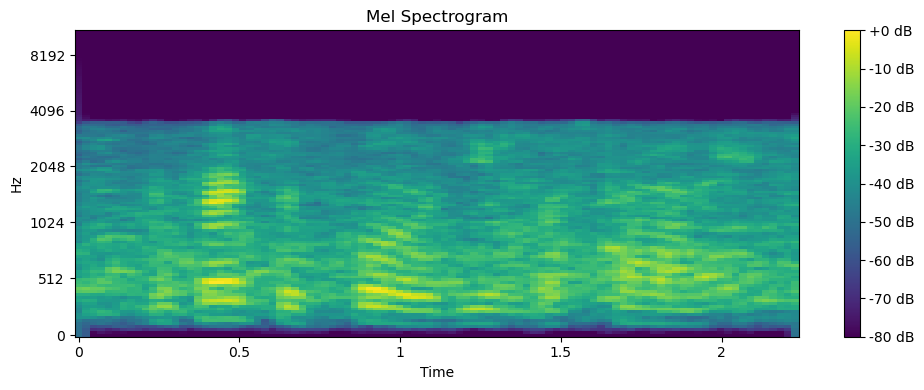 Mel Spectrogram
Hz
8192
4096
2048
1024
512
0
0
0.5
1
1.5
2
Time
+0 dB
-10 dB
-20 dB
-30 dB
-40 dB
-50 dB
-60 dB
-70 dB
-80 dB